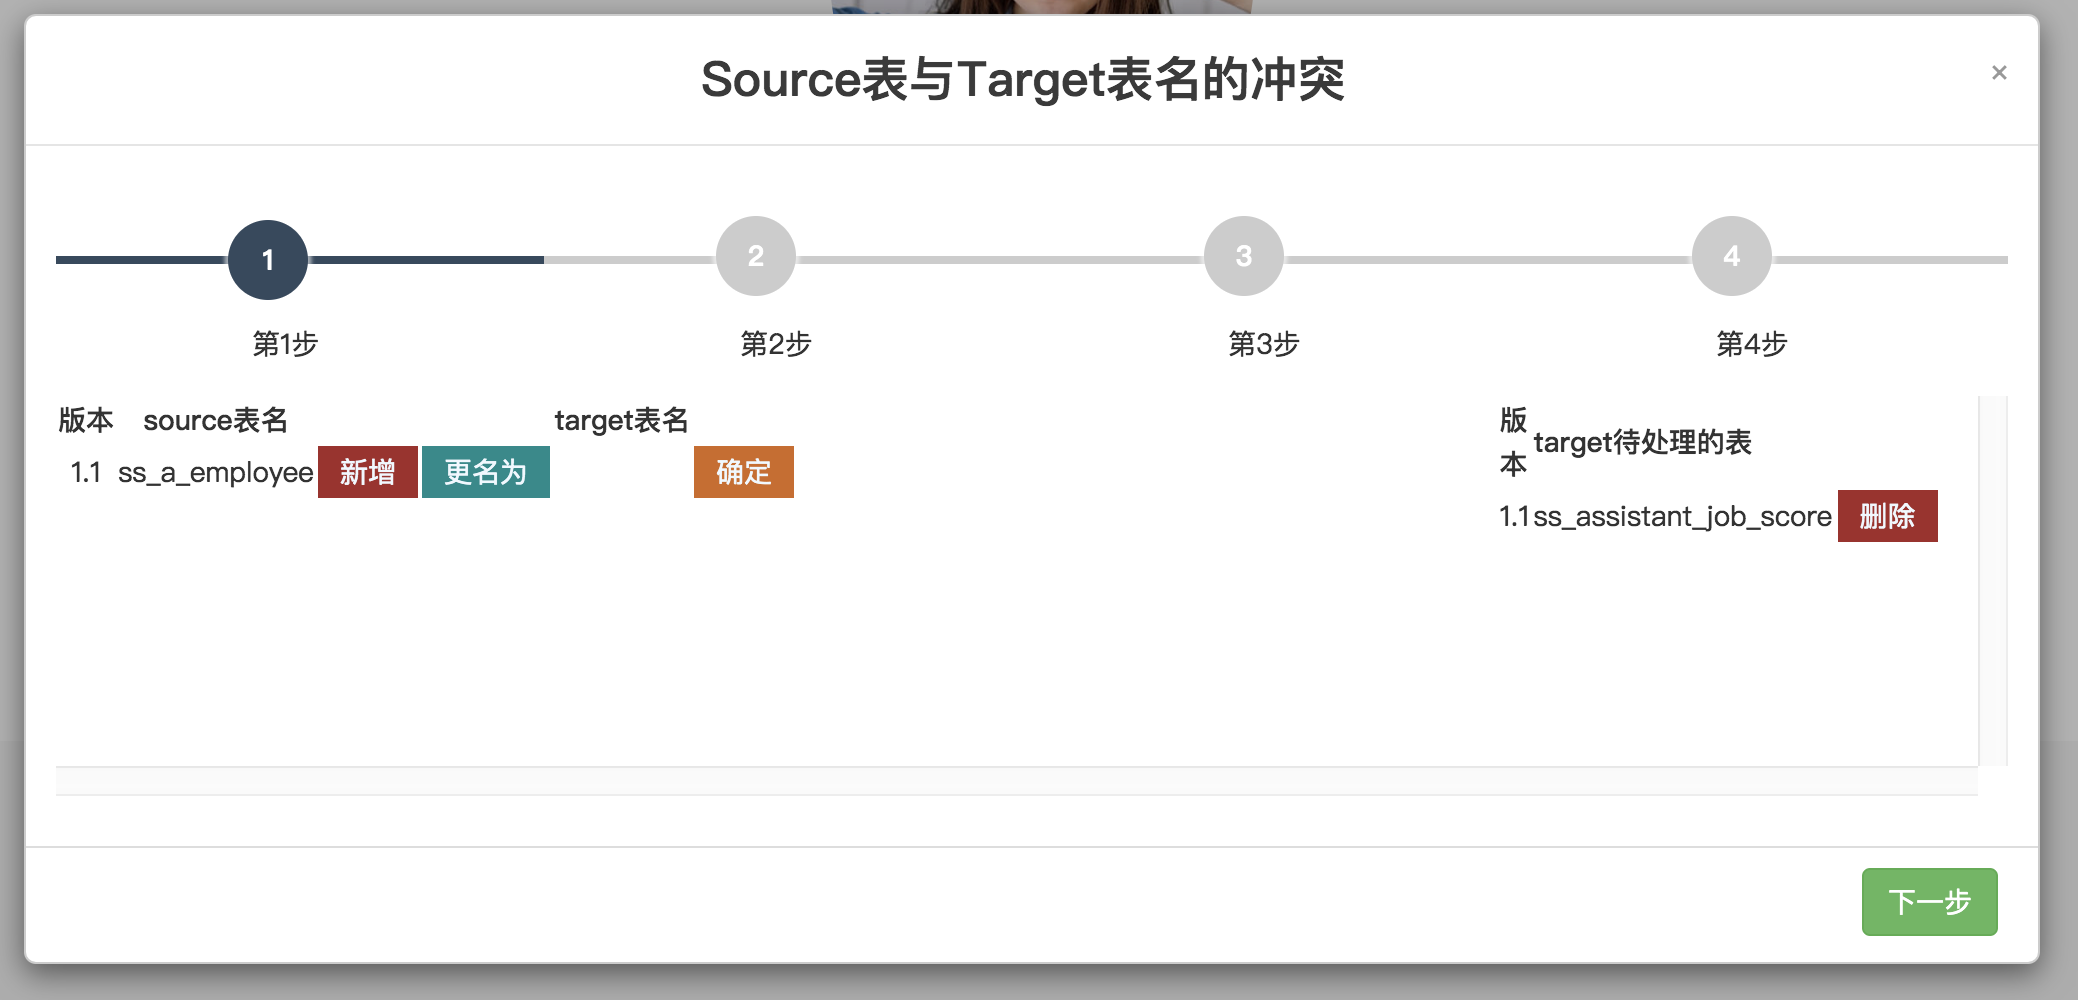 Source表与Target表名的冲突
×
1
2
3
4
第1步
第2步
第3步
第4步
版本 source表名 target表名
1.1 ss_a_employee 新增 更名为 确定
版本 target待处理的表
1.1 ss_assistant_job_score 删除
下一步